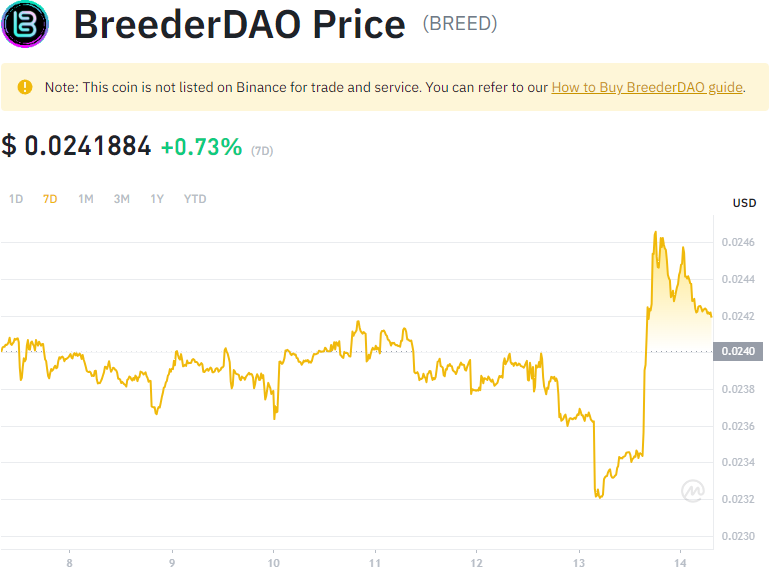 BreederDAO Price (BREED)
Note: This coin is not listed on Binance for trade and service. You can refer to our How to Buy BreederDAO guide.
$ 0.0241884 +0.73% (7D)
1D 7D 1M 3M 1Y YTD
USD
0.0246
0.0244
0.0242
0.0240
0.0238
0.0236
0.0234
0.0232
0.0230
8 9 10 11 12 13 14